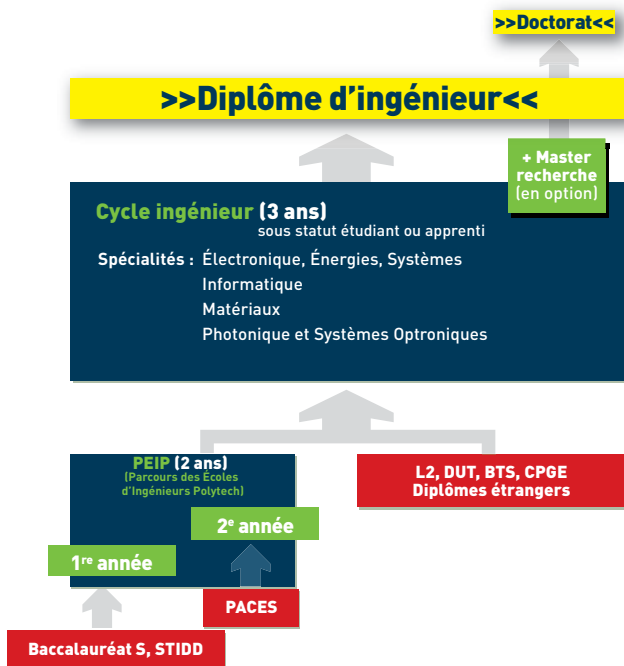 >>Doctorat<<
>>Diplôme d'ingénieur<<
+ Master
recherche
(en option)
Cycle ingénieur (3 ans)
sous statut étudiant ou apprenti
Spécialités : Électronique, Énergies, Systèmes
Informatique
Matériaux
Photonique et Systèmes Optroniques
PEIP (2 ans)
(Parcours des Écoles
d'Ingénieurs Polytech)
2e année
1re année
L2, DUT, BTS, CPGE
Diplômes étrangers
PACES
Baccalauréat S, STIDD